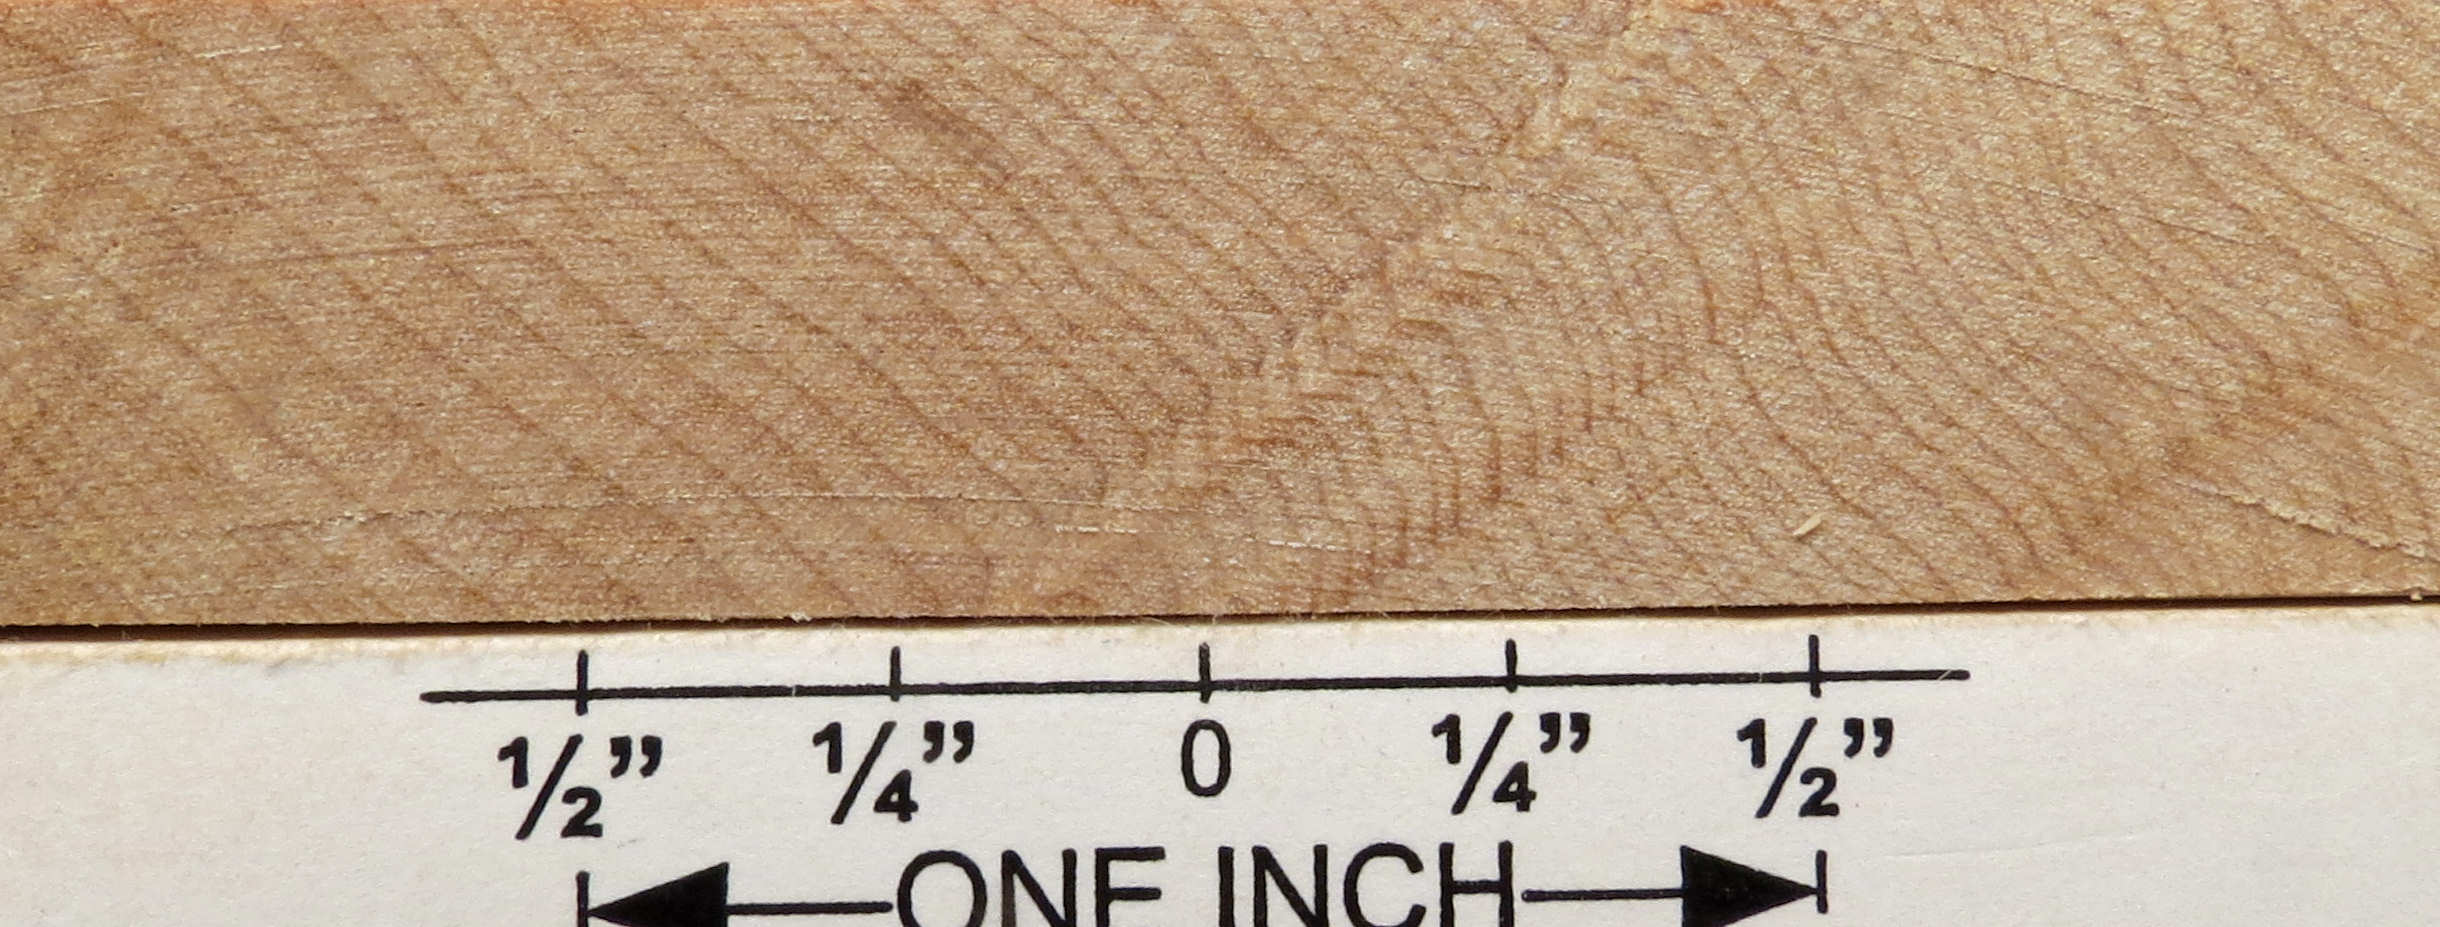 1/2” 1/4” 0 1/4” 1/2”
ONE INCH